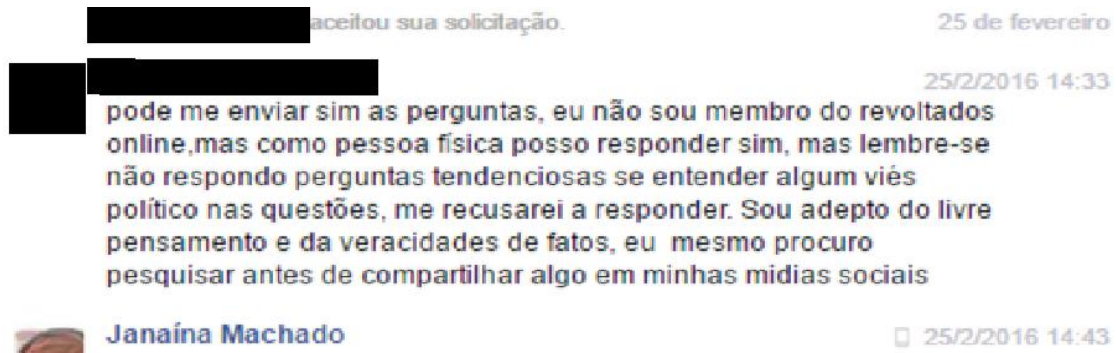 aceitou sua solicitação.
25 de fevereiro
25/2/2016 14:33
pode me enviar sim as perguntas, eu não sou membro do revoltados
online,mas como pessoa física posso responder sim, mas lembre-se
não respondo perguntas tendenciosas se entender algum viés
político nas questões, me recusarei a responder. Sou adepto do livre
pensamento e da veracidades de fatos, eu mesmo procuro
pesquisar antes de compartilhar algo em minhas midias sociais
Janaína Machado
25/2/2016 14:43